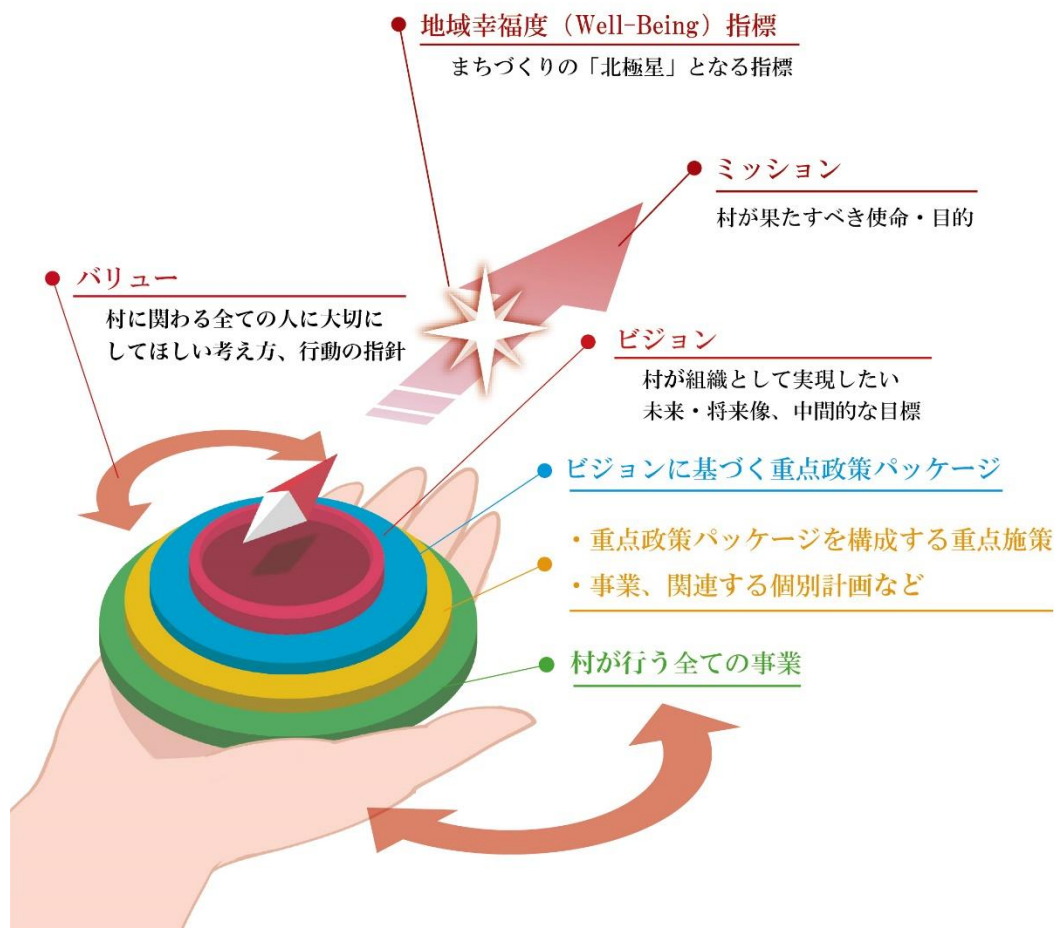 地域幸福度（Well-Being）指標
まちづくりの「北極星」となる指標
ミッション
村が果たすべき使命・目的
バリュー
村に関わる全ての人に大切に
してほしい考え方、行動の指針
ビジョン
村が組織として実現したい
未来・将来像、中間的な目標
ビジョンに基づく重点政策パッケージ
・重点政策パッケージを構成する重点施策
・事業、関連する個別計画など
村が行う全ての事業